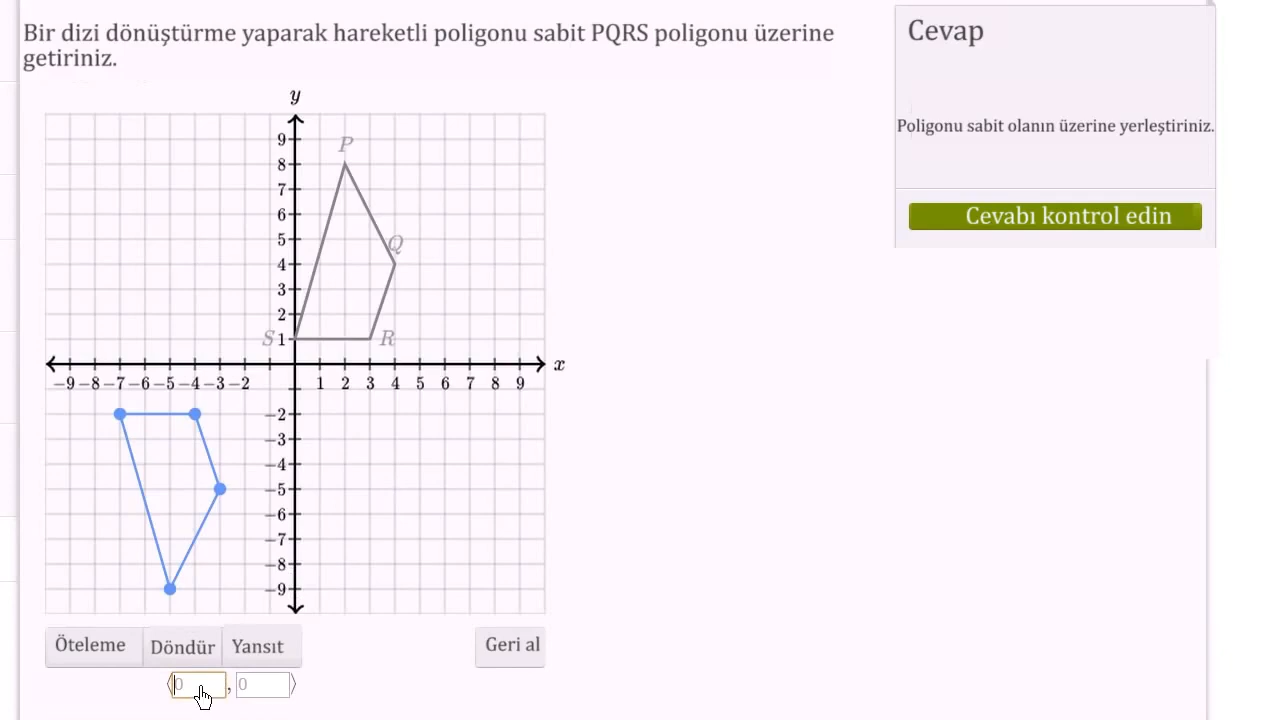 Bir dizi dönüştürme yaparak hareketli poligonu sabit PQRS poligonu üzerine
getiriniz.
Cevap
Poligonu sabit olanın üzerine yerleştiriniz.
Cevabı kontrol edin
y
9
P
8
7
6
5
Q
4
3
2
S 1
R
x
−9 −8 −7 −6 −5 −4 −3 −2 1 2 3 4 5 6 7 8 9
−2
−3
−4
−5
−6
−7
−8
−9
Öteleme Döndür Yansıt Geri al
⟨0 , 0⟩